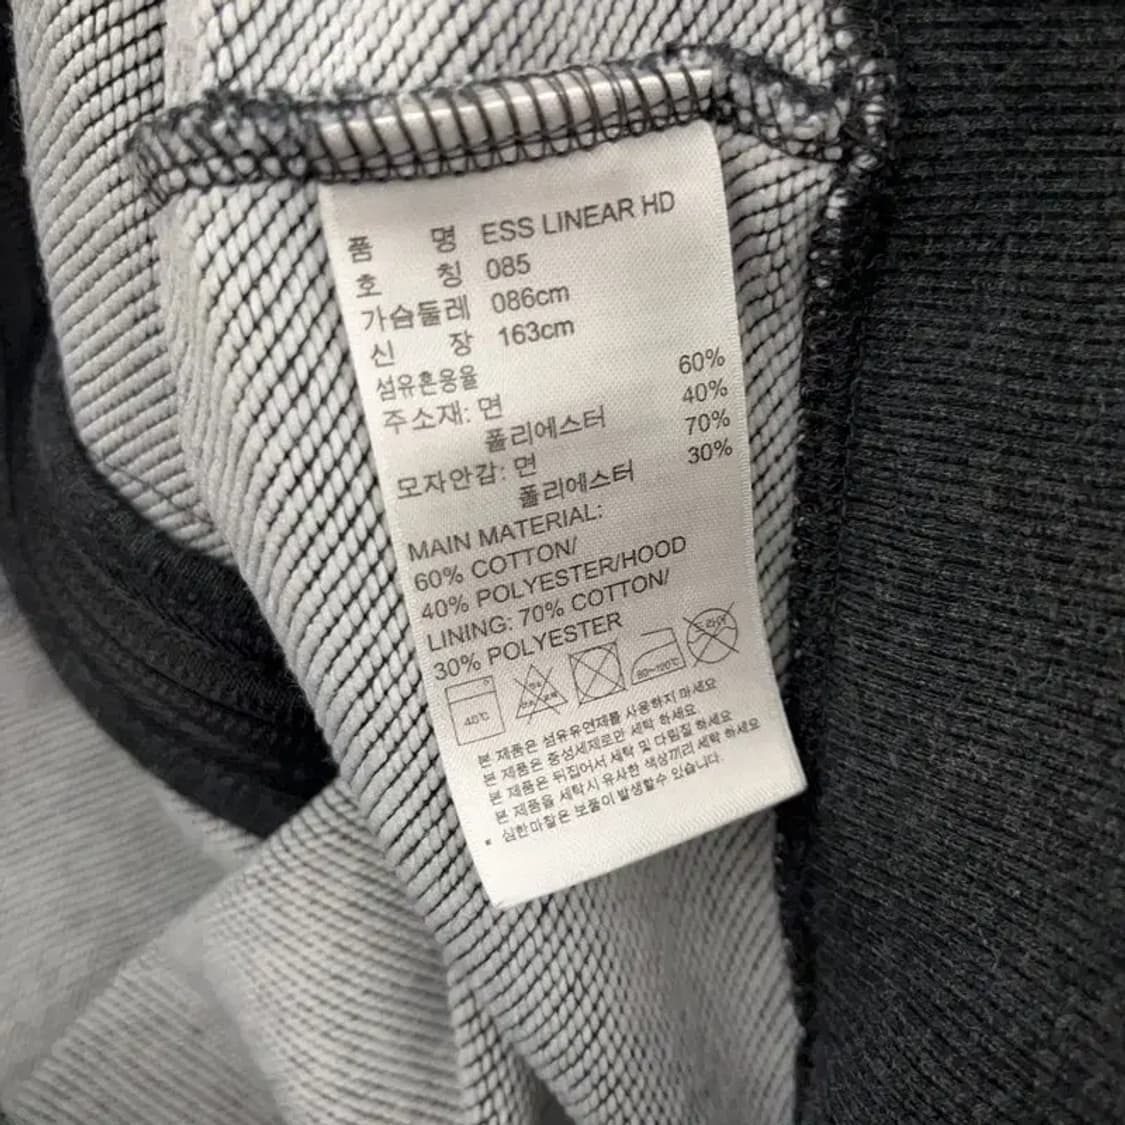 품 명 ESS LINEAR HD
호 칭 085
가슴둘레 086cm
신 장 163cm
섬유혼용율
주소재: 면 60%
폴리에스터 40%
모자안감: 면 70%
폴리에스터 30%
MAIN MATERIAL:
60% COTTON/
40% POLYESTER/HOOD
LINING: 70% COTTON/
30% POLYESTER
40℃ 80~120℃ 드라이
본 제품은 섬유유연제를 사용하지 마세요
본 제품은 중성세제로만 세탁 하세요
본 제품은 뒤집어서 세탁 및 다림질 하세요
본 제품을 세탁시 유사한 색상끼리 세탁 하세요
* 심한마찰은 보풀이 발생할수 있습니다.